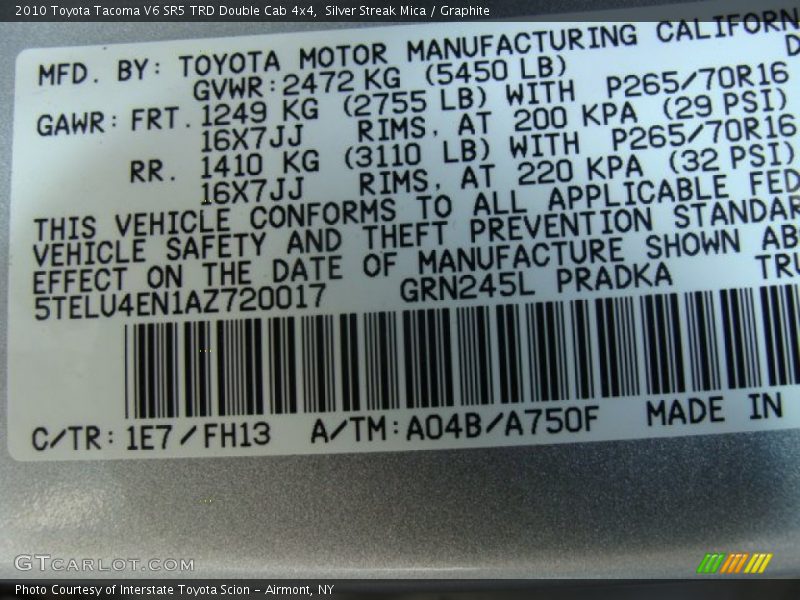 2010 Toyota Tacoma V6 SR5 TRD Double Cab 4x4, Silver Streak Mica / Graphite
MFD. BY: TOYOTA MOTOR MANUFACTURING CALIFORN
GVWR: 2472 KG (5450 LB)
GAWR: FRT. 1249 KG (2755 LB) WITH P265/70R16
16X7JJ RIMS, AT 200 KPA (29 PSI)
RR. 1410 KG (3110 LB) WITH P265/70R16
16X7JJ RIMS, AT 220 KPA (32 PSI)
THIS VEHICLE CONFORMS TO ALL APPLICABLE FED
VEHICLE SAFETY AND THEFT PREVENTION STANDAR
EFFECT ON THE DATE OF MANUFACTURE SHOWN AB
5TELU4EN1AZ720017 GRN245L PRADKA TRU
C/TR: 1E7/FH13 A/TM: A04B/A750F MADE IN
GTCARLOT.COM
Photo Courtesy of Interstate Toyota Scion - Airmont, NY